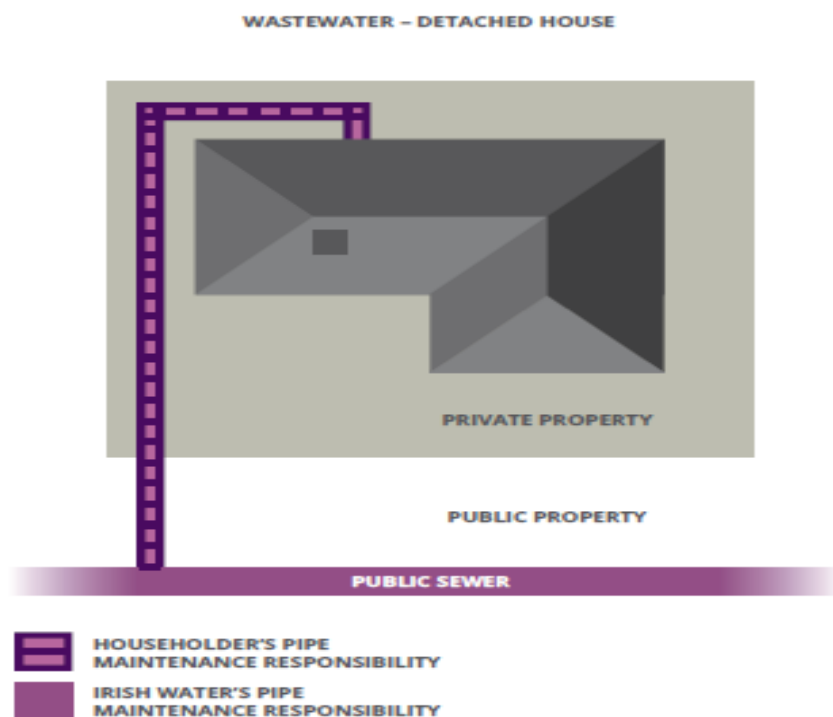 WASTEWATER – DETACHED HOUSE
PRIVATE PROPERTY
PUBLIC PROPERTY
PUBLIC SEWER
HOUSEHOLDER'S PIPE
MAINTENANCE RESPONSIBILITY
IRISH WATER'S PIPE
MAINTENANCE RESPONSIBILITY